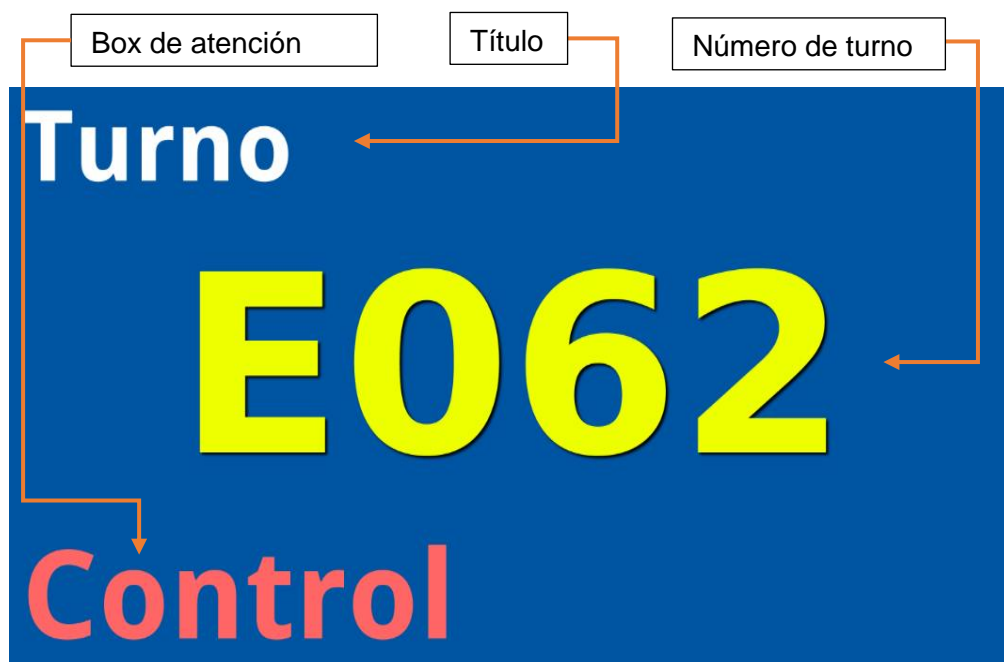 Box de atención
Título
Número de turno
Turno
E062
Control